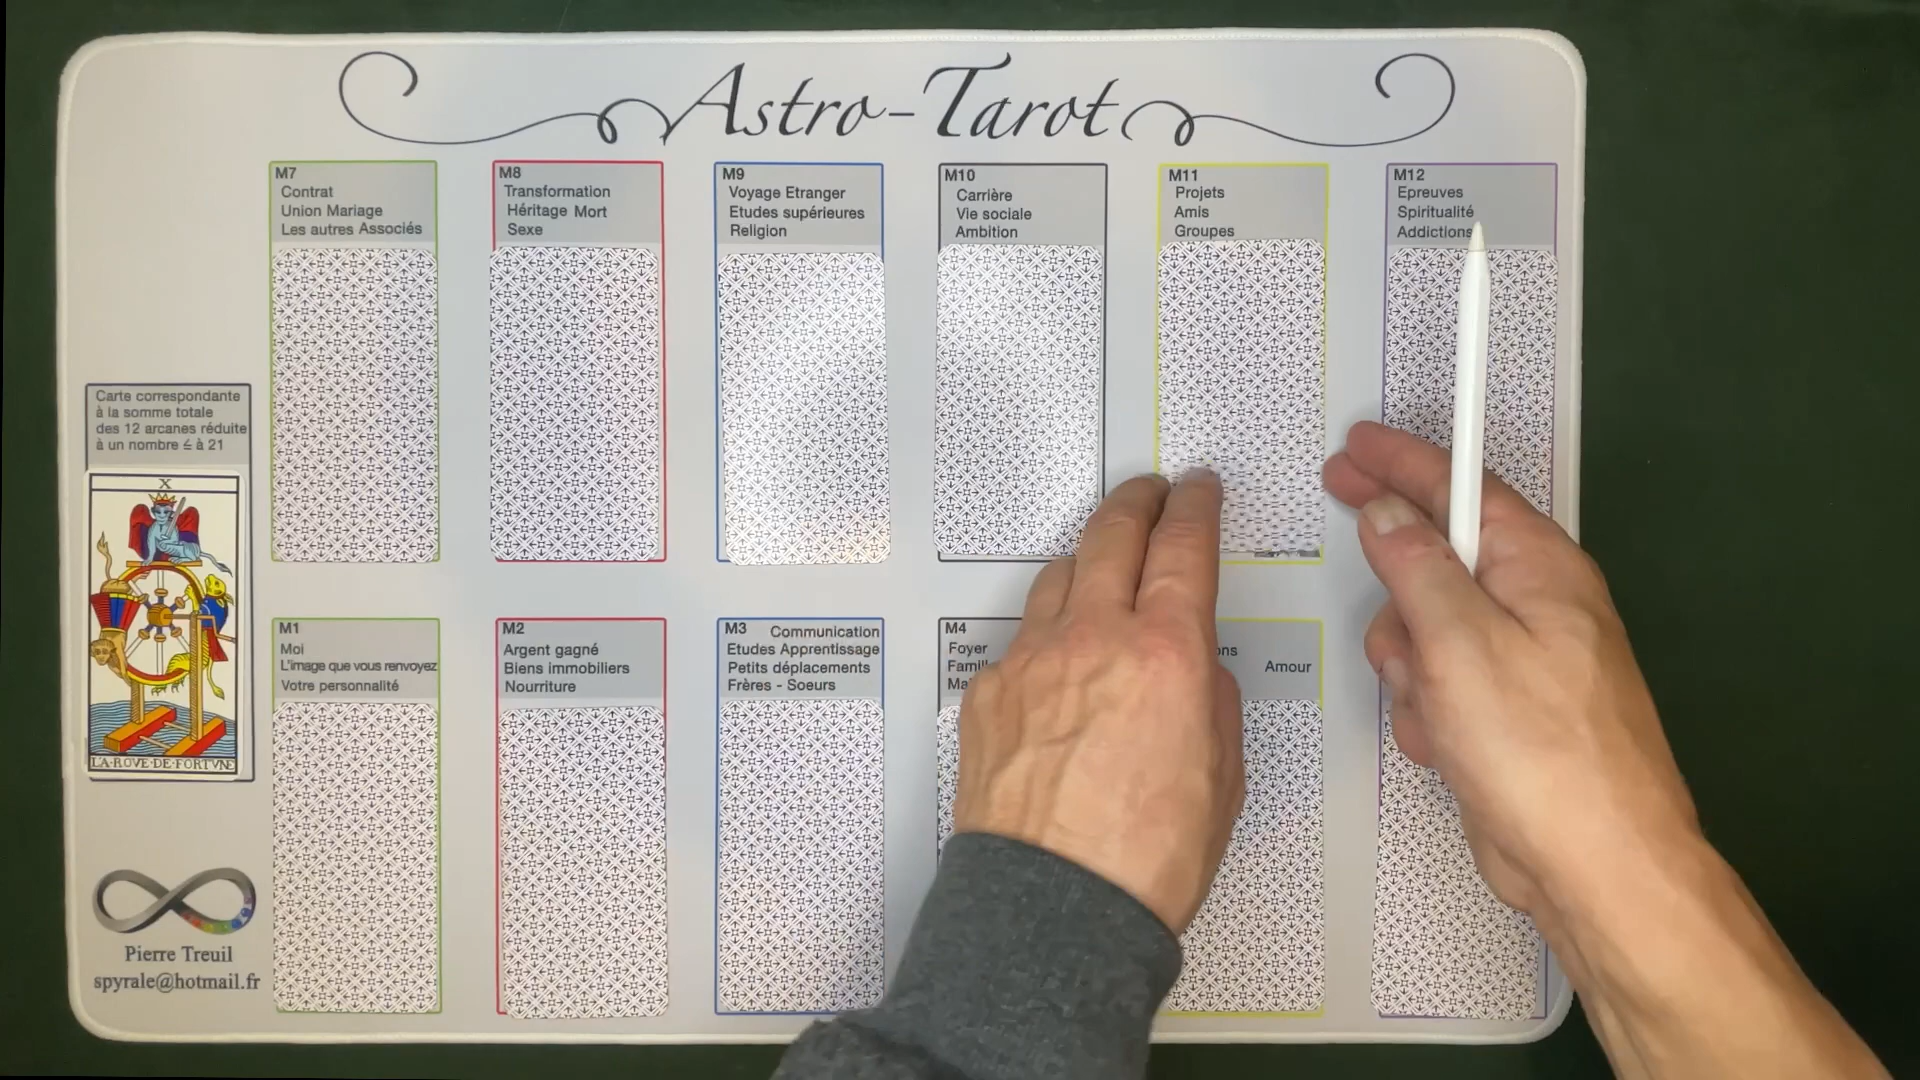 Astro-Tarot
M7
Contrat
Union Mariage
Les autres Associés
M8
Transformation
Héritage Mort
Sexe
M9
Voyage Etranger
Etudes supérieures
Religion
M10
Carrière
Vie sociale
Ambition
M11
Projets
Amis
Groupes
M12
Epreuves
Spiritualité
Addictions
Carte correspondante
à la somme totale
des 12 arcanes réduite
à un nombre ≤ à 21
X
LA·ROVE·DE·FORTVNE
M1
Moi
L'image que vous renvoyez
Votre personnalité
M2
Argent gagné
Biens immobiliers
Nourriture
M3 Communication
Etudes Apprentissage
Petits déplacements
Frères - Soeurs
M4
Foyer
Amour
Pierre Treuil
spyrale@hotmail.fr